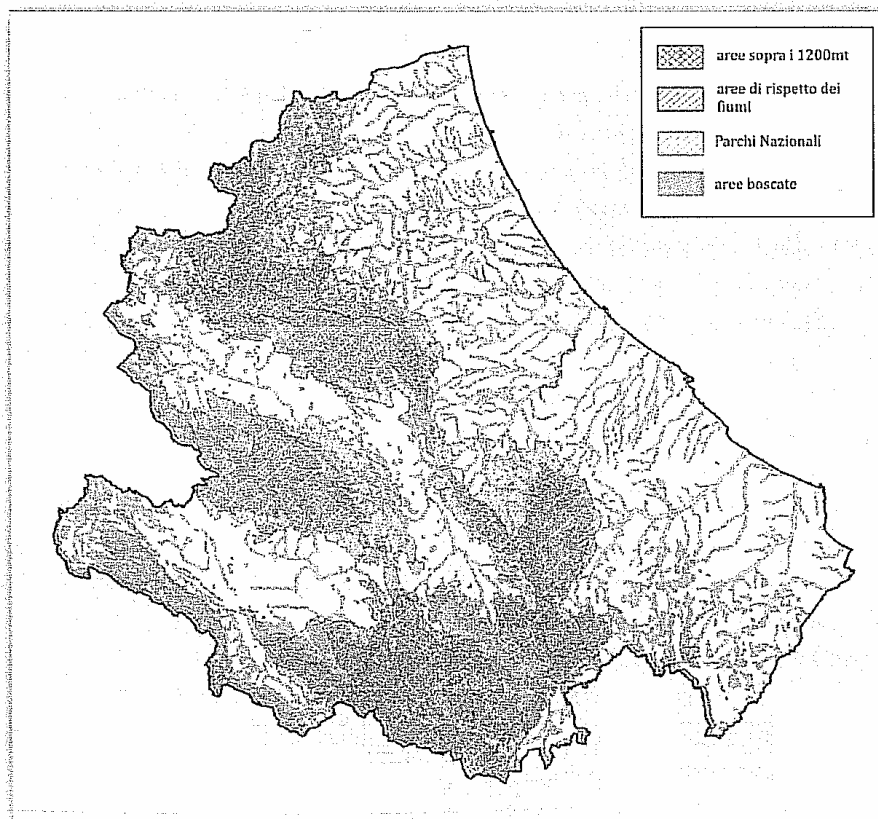 aree sopra i 1200mt
aree di rispetto dei
fiumi
Parchi Nazionali
aree boscate